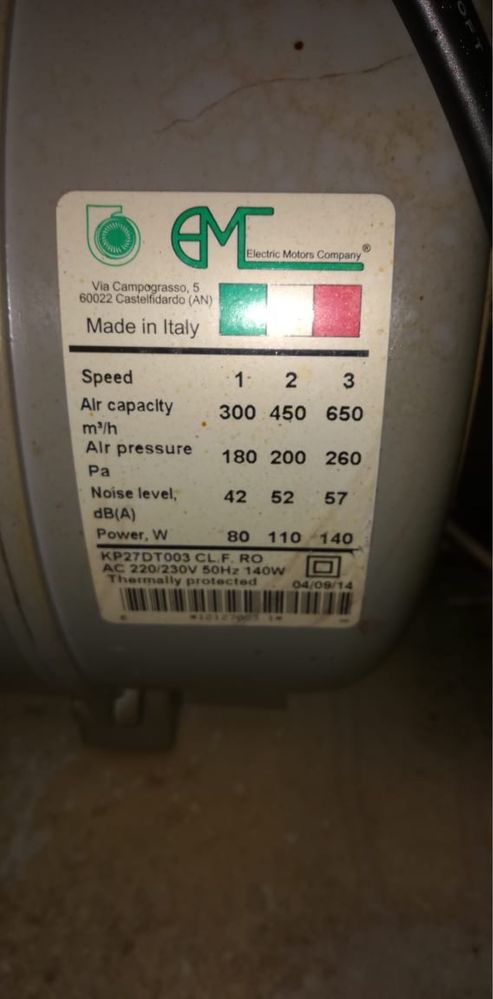 EMC
Electric Motors Company®
Via Campograsso, 5
60022 Castelfidardo (AN)
Made in Italy
Speed 1 2 3
Air capacity m³/h 300 450 650
Air pressure Pa 180 200 260
Noise level, dB(A) 42 52 57
Power, W 80 110 140
KP27DT003 CL.F. RO
AC 220/230V 50Hz 140W
Thermally protected 04/09/14